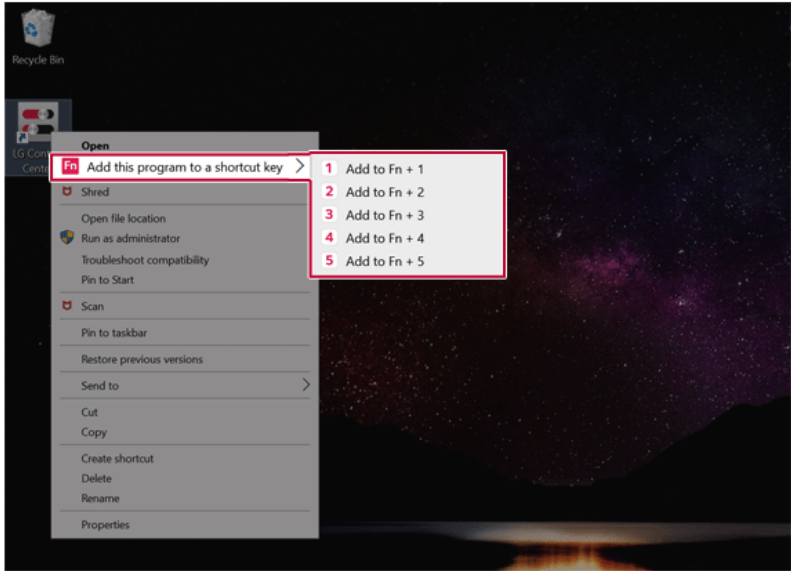 Recycle Bin
LG Con
Cente
Open
Fn Add this program to a shortcut key
1 Add to Fn + 1
2 Add to Fn + 2
3 Add to Fn + 3
4 Add to Fn + 4
5 Add to Fn + 5
Shred
Open file location
Run as administrator
Troubleshoot compatibility
Pin to Start
Scan
Pin to taskbar
Restore previous versions
Send to
Cut
Copy
Create shortcut
Delete
Rename
Properties